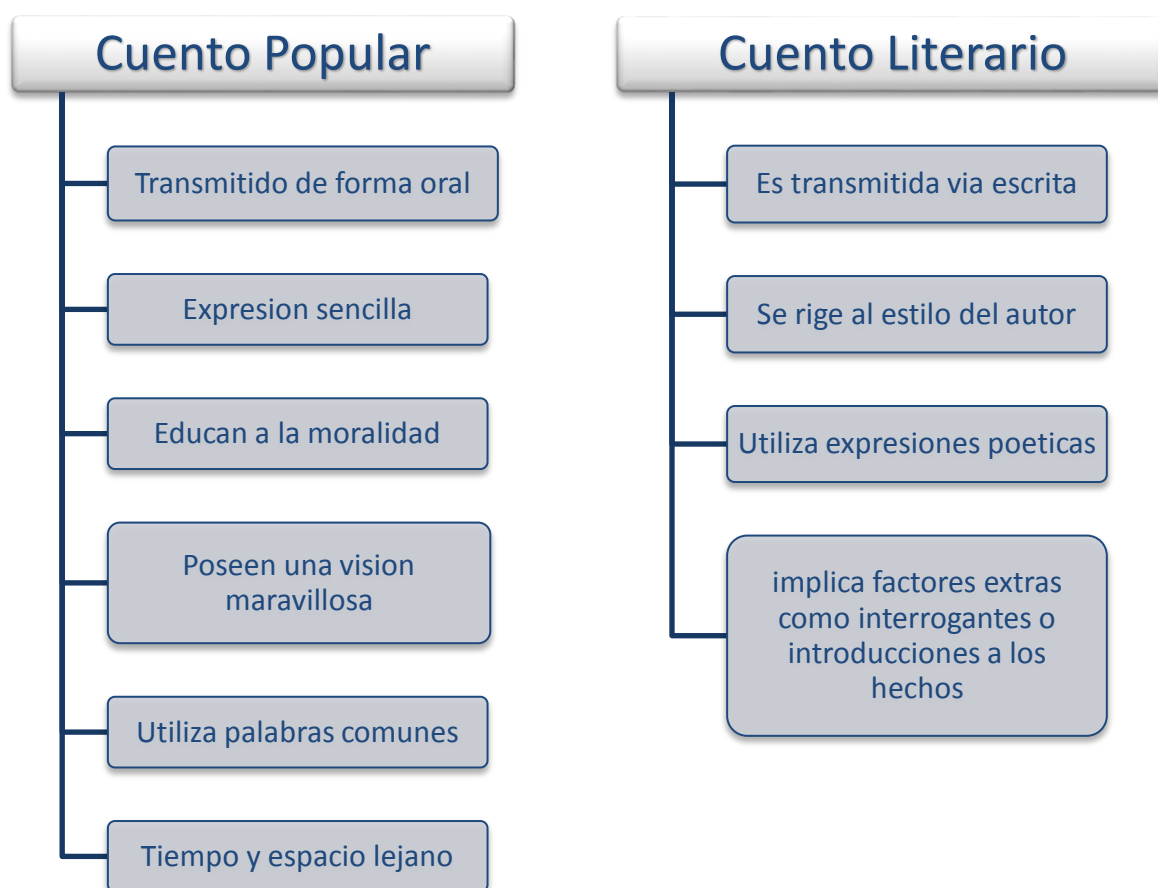 Cuento Popular
Transmitido de forma oral
Expresion sencilla
Educan a la moralidad
Poseen una vision
maravillosa
Utiliza palabras comunes
Tiempo y espacio lejano
Cuento Literario
Es transmitida via escrita
Se rige al estilo del autor
Utiliza expresiones poeticas
implica factores extras
como interrogantes o
introducciones a los
hechos